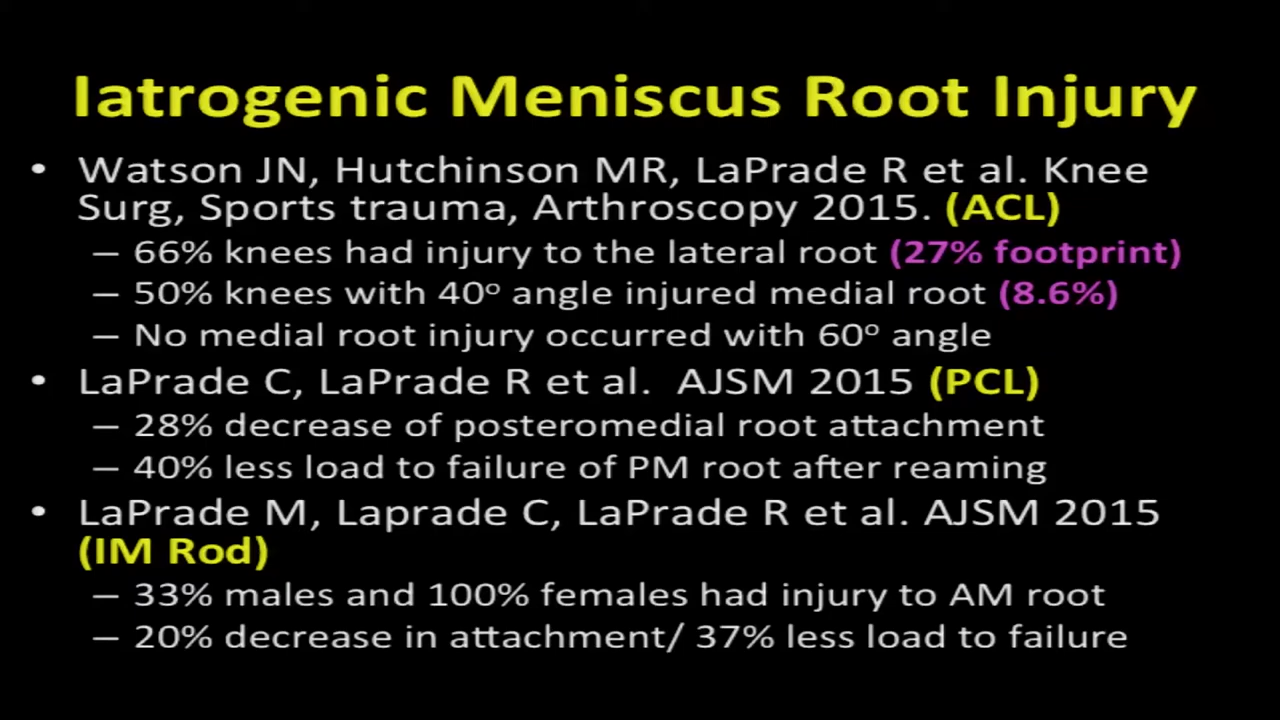 Iatrogenic Meniscus Root Injury
• Watson JN, Hutchinson MR, LaPrade R et al. Knee
Surg, Sports trauma, Arthroscopy 2015. (ACL)
– 66% knees had injury to the lateral root (27% footprint)
– 50% knees with 40º angle injured medial root (8.6%)
– No medial root injury occurred with 60º angle
• LaPrade C, LaPrade R et al.  AJSM 2015 (PCL)
– 28% decrease of posteromedial root attachment
– 40% less load to failure of PM root after reaming
• LaPrade M, Laprade C, LaPrade R et al. AJSM 2015
(IM Rod)
– 33% males and 100% females had injury to AM root
– 20% decrease in attachment/ 37% less load to failure